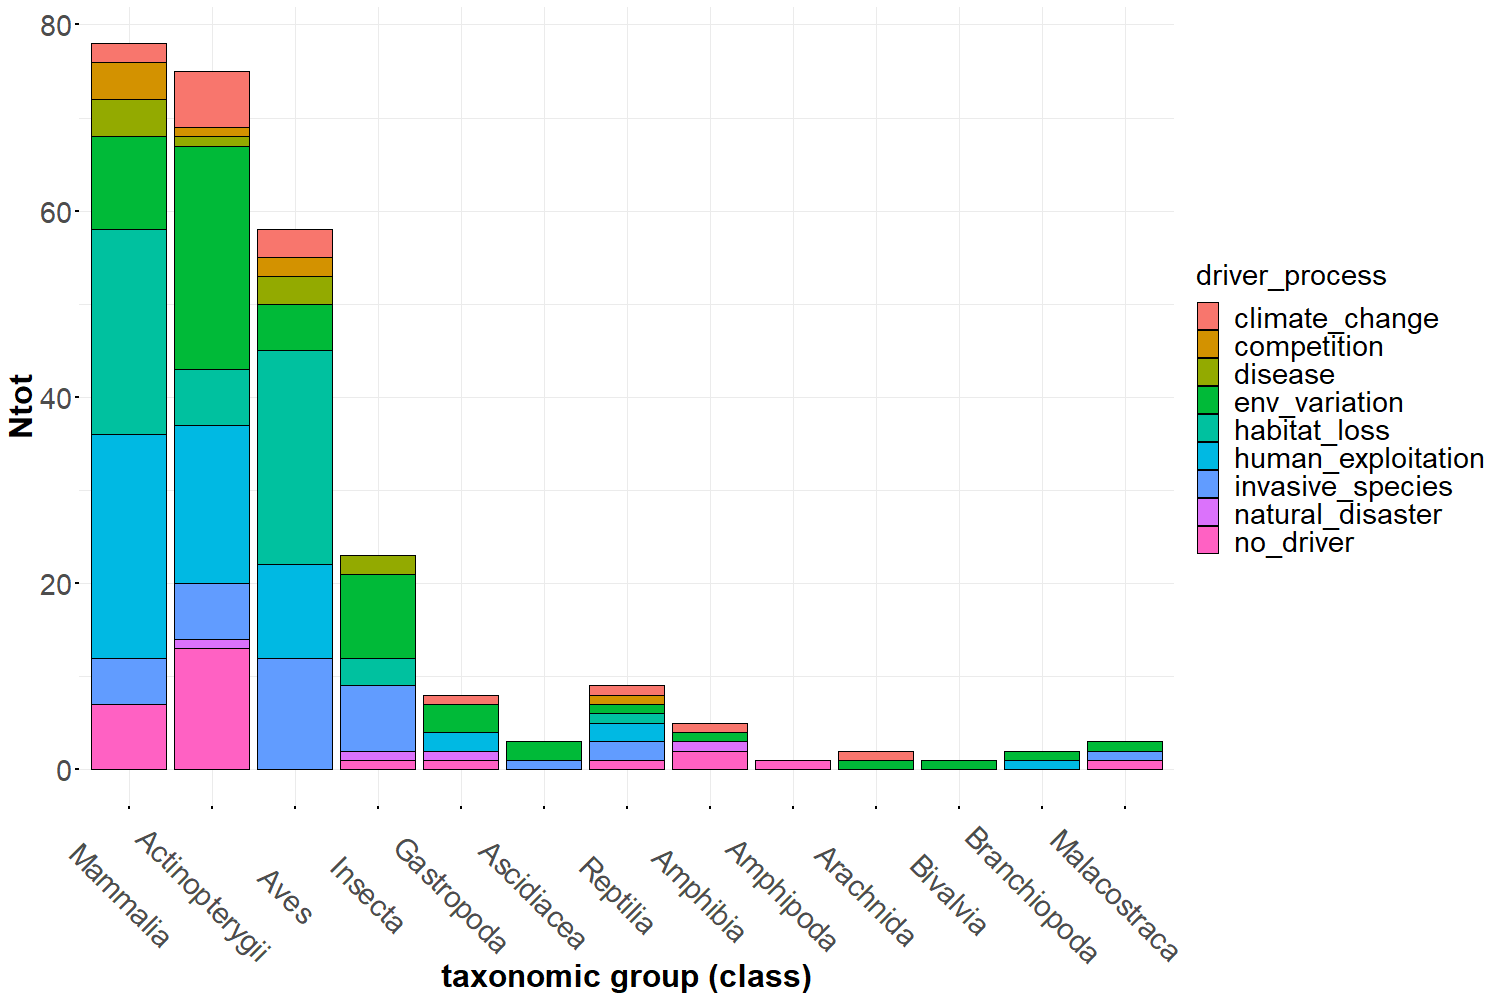 80
60
40
20
0
Ntot
Mammalia
Actinopterygii
Aves
Insecta
Gastropoda
Ascidiacea
Reptilia
Amphibia
Amphipoda
Arachnida
Bivalvia
Branchiopoda
Malacostraca
taxonomic group (class)
driver_process
climate_change
competition
disease
env_variation
habitat_loss
human_exploitation
invasive_species
natural_disaster
no_driver